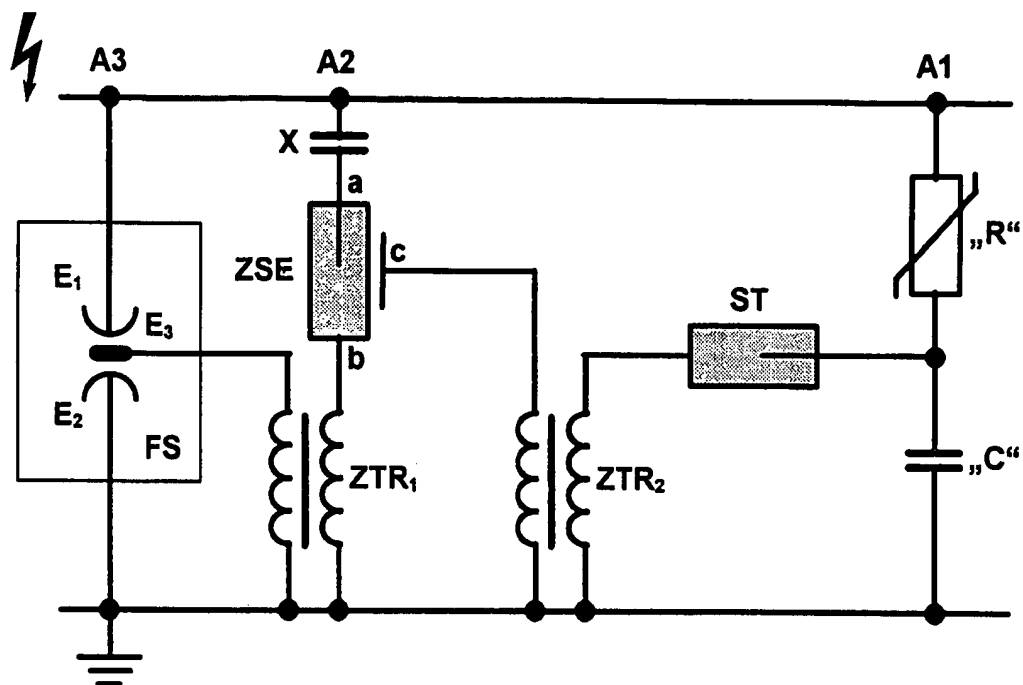 A3
A2
A1
X
a
c
ZSE
b
E₁
E₃
E₂
FS
ZTR₁
ZTR₂
ST
„R“
„C“